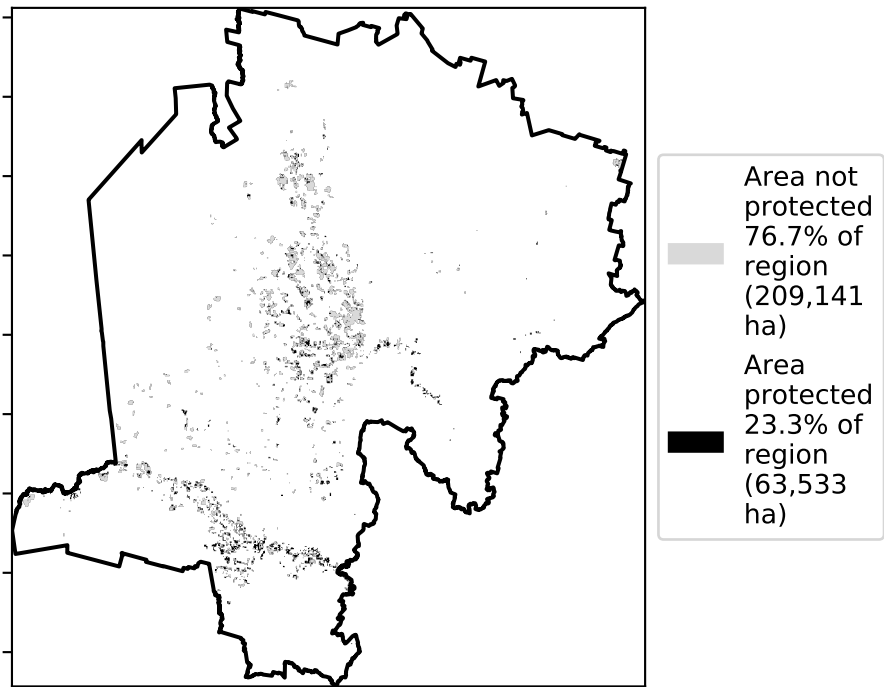 Area not
protected
76.7% of
region
(209,141
ha)
Area
protected
23.3% of
region
(63,533
ha)